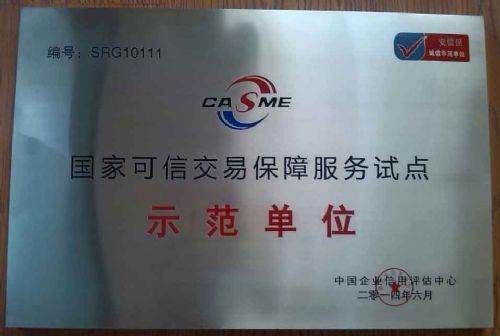 编号：SRG10111
安信保
诚信示范单位
CASME
国家可信交易保障服务试点
示范单位
中国企业信用评估中心
二零一四年六月